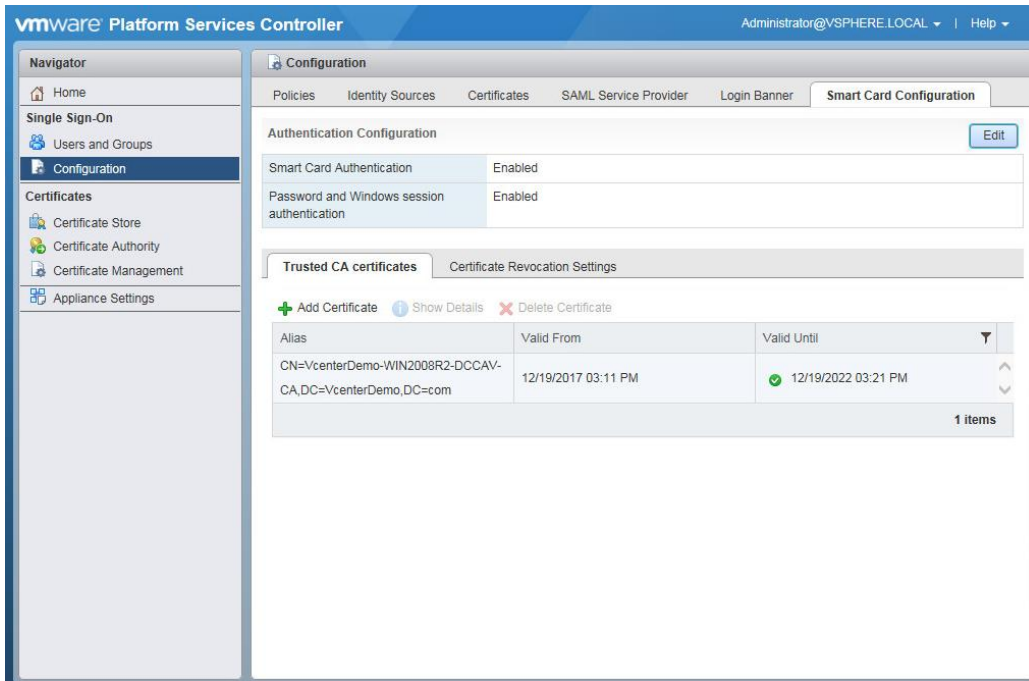 vmware Platform Services Controller
Administrator@VSPHERE.LOCAL | Help
Navigator
Home
Single Sign-On
Users and Groups
Configuration
Certificates
Certificate Store
Certificate Authority
Certificate Management
Appliance Settings
Configuration
Policies Identity Sources Certificates SAML Service Provider Login Banner Smart Card Configuration
Authentication Configuration Edit
Smart Card Authentication Enabled
Password and Windows session Enabled
authentication
Trusted CA certificates Certificate Revocation Settings
Add Certificate Show Details Delete Certificate
Alias Valid From Valid Until
CN=VcenterDemo-WIN2008R2-DCCAV-
CA,DC=VcenterDemo,DC=com
12/19/2017 03:11 PM 12/19/2022 03:21 PM
1 items